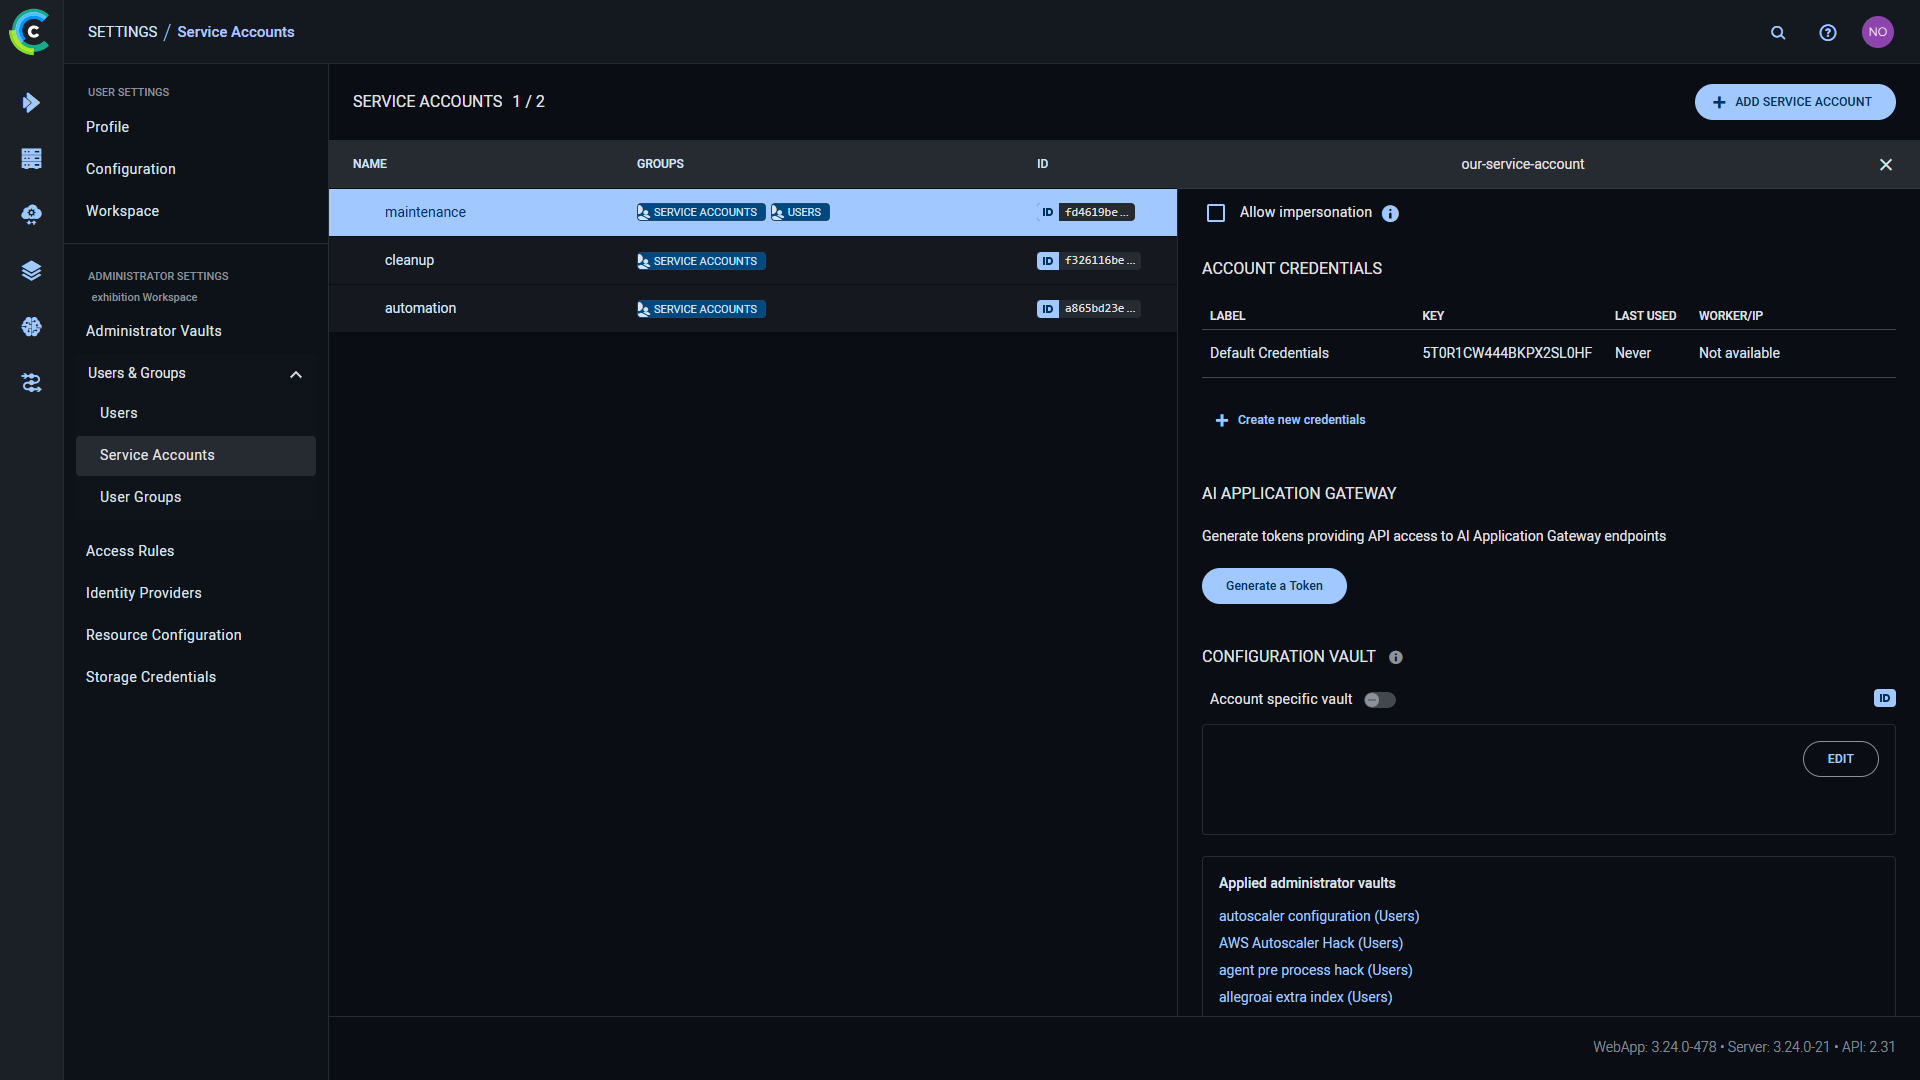 SETTINGS / Service Accounts
NO
USER SETTINGS
Profile
Configuration
Workspace
ADMINISTRATOR SETTINGS
exhibition Workspace
Administrator Vaults
Users & Groups
Users
Service Accounts
User Groups
Access Rules
Identity Providers
Resource Configuration
Storage Credentials
SERVICE ACCOUNTS 1 / 2
ADD SERVICE ACCOUNT
NAME GROUPS ID
maintenance SERVICE ACCOUNTS USERS ID fd4619be...
cleanup SERVICE ACCOUNTS ID f326116be...
automation SERVICE ACCOUNTS ID a865bd23e...
our-service-account
Allow impersonation
ACCOUNT CREDENTIALS
LABEL KEY LAST USED WORKER/IP
Default Credentials 5T0R1CW444BKPX2SL0HF Never Not available
Create new credentials
AI APPLICATION GATEWAY
Generate tokens providing API access to AI Application Gateway endpoints
Generate a Token
CONFIGURATION VAULT
Account specific vault ID
EDIT
Applied administrator vaults
autoscaler configuration (Users)
AWS Autoscaler Hack (Users)
agent pre process hack (Users)
allegroai extra index (Users)
WebApp: 3.24.0-478 • Server: 3.24.0-21 • API: 2.31